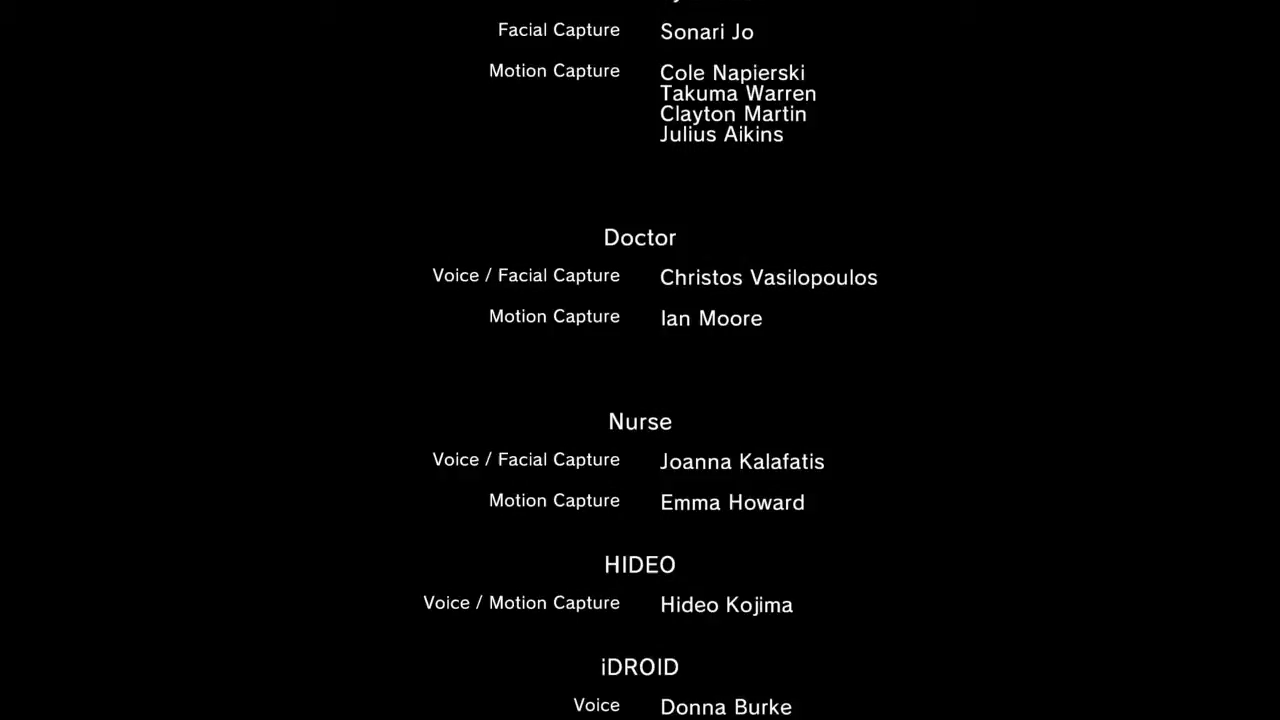 Facial Capture Sonari Jo
Motion Capture Cole Napierski
Takuma Warren
Clayton Martin
Julius Aikins
Doctor
Voice / Facial Capture Christos Vasilopoulos
Motion Capture Ian Moore
Nurse
Voice / Facial Capture Joanna Kalafatis
Motion Capture Emma Howard
HIDEO
Voice / Motion Capture Hideo Kojima
iDROID
Voice Donna Burke